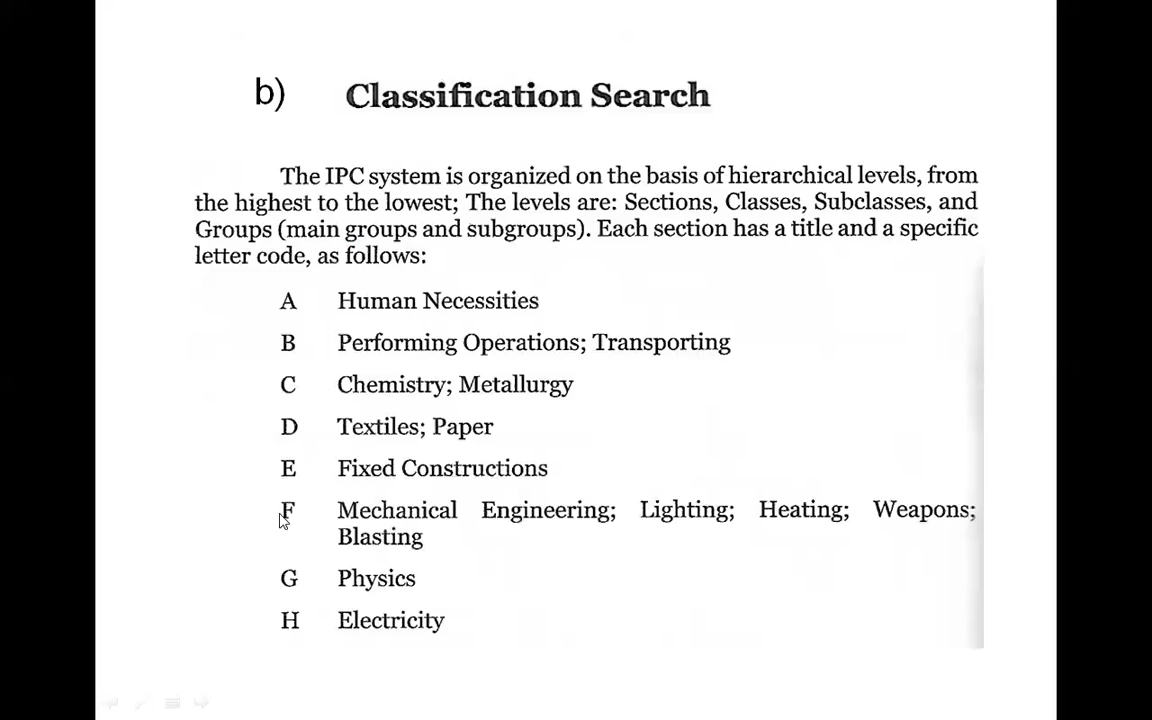 b) Classification Search
The IPC system is organized on the basis of hierarchical levels, from
the highest to the lowest; The levels are: Sections, Classes, Subclasses, and
Groups (main groups and subgroups). Each section has a title and a specific
letter code, as follows:
A Human Necessities
B Performing Operations; Transporting
C Chemistry; Metallurgy
D Textiles; Paper
E Fixed Constructions
F Mechanical Engineering; Lighting; Heating; Weapons;
Blasting
G Physics
H Electricity